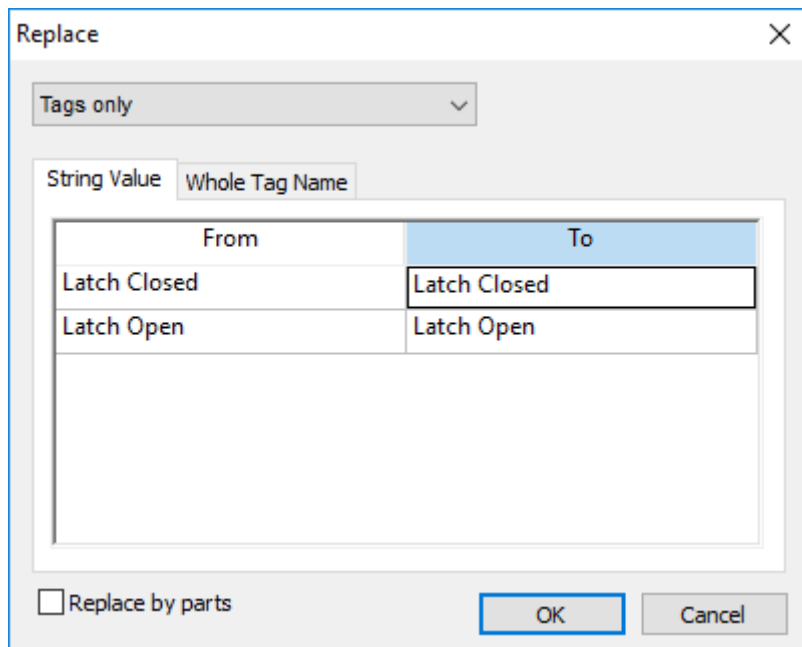 Replace
Tags only
String Value Whole Tag Name
From To
Latch Closed Latch Closed
Latch Open Latch Open
Replace by parts OK Cancel